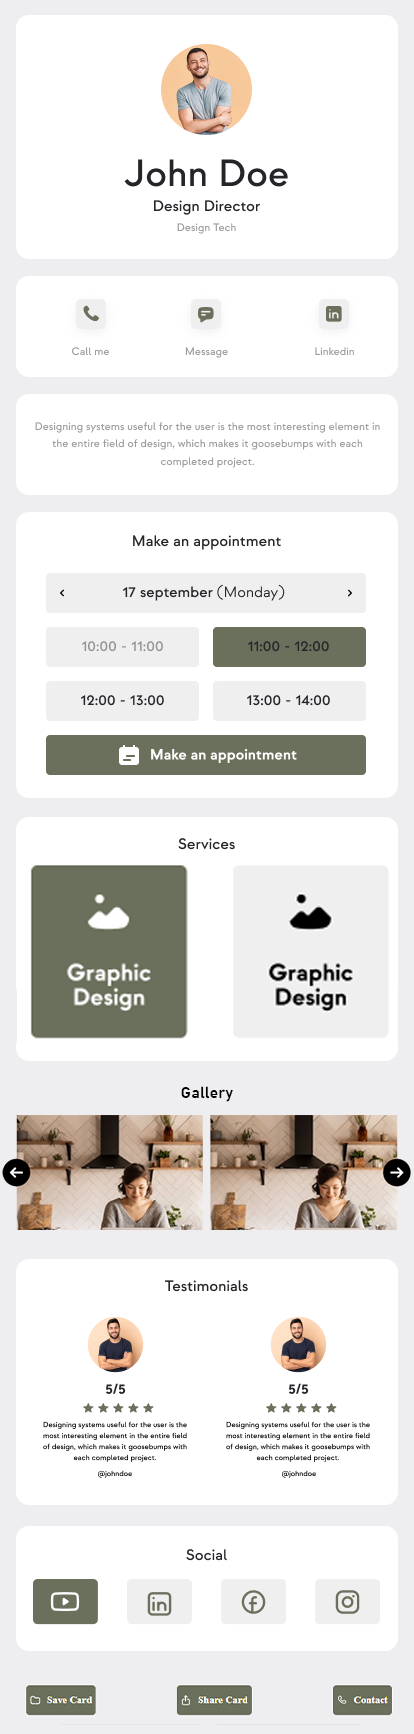 John Doe
Design Director
Design Tech
Call me
Message
Linkedin
Designing systems useful for the user is the most interesting element in
the entire field of design, which makes it goosebumps with each
completed project.
Make an appointment
17 september (Monday)
10:00 - 11:00
11:00 - 12:00
12:00 - 13:00
13:00 - 14:00
Make an appointment
Services
Graphic
Design
Graphic
Design
Gallery
Testimonials
5/5
Designing systems useful for the user is the
most interesting element in the entire field
of design, which makes it goosebumps with
each completed project.
@johndoe
5/5
Designing systems useful for the user is the
most interesting element in the entire field
of design, which makes it goosebumps with
each completed project.
@johndoe
Social
Save Card
Share Card
Contact